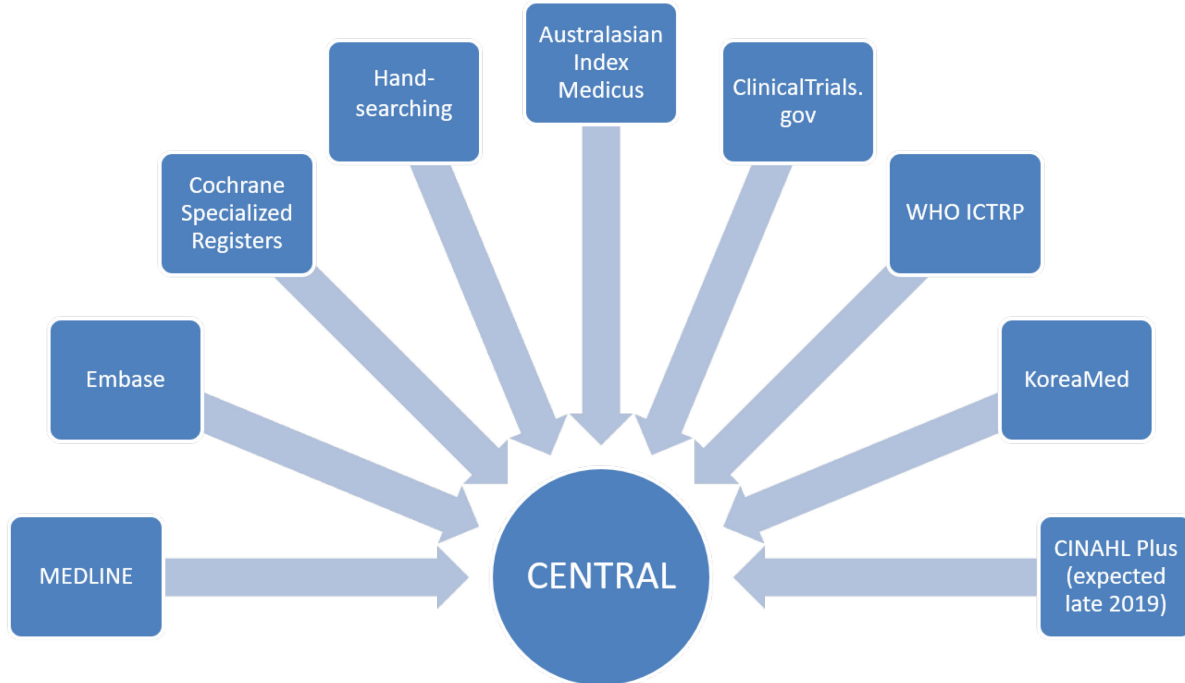 Australasian
Index
Medicus
Hand-
searching
ClinicalTrials.
gov
Cochrane
Specialized
Registers
WHO ICTRP
Embase
KoreaMed
MEDLINE
CENTRAL
CINAHL Plus
(expected
late 2019)